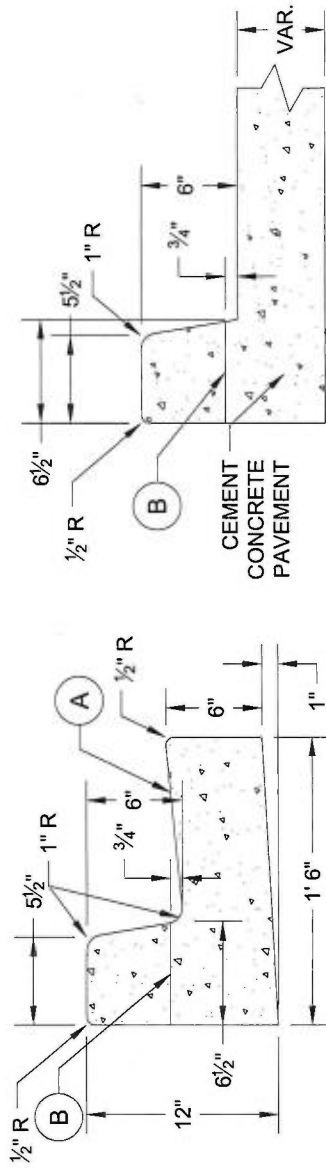 ½" R
5½"
1" R
B
6"
¾"
A
½" R
12"
6½"
6"
1"
1' 6"
6½"
½" R
5½"
1" R
B
6"
¾"
CEMENT
CONCRETE
PAVEMENT
VAR.